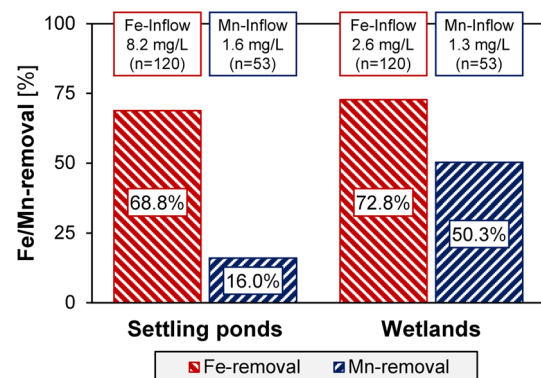 Fe/Mn-removal [%]
100
75
50
25
0
Fe-Inflow
8.2 mg/L
(n=120)
Mn-Inflow
1.6 mg/L
(n=53)
Fe-Inflow
2.6 mg/L
(n=120)
Mn-Inflow
1.3 mg/L
(n=53)
68.8%
16.0%
72.8%
50.3%
Settling ponds
Wetlands
Fe-removal
Mn-removal